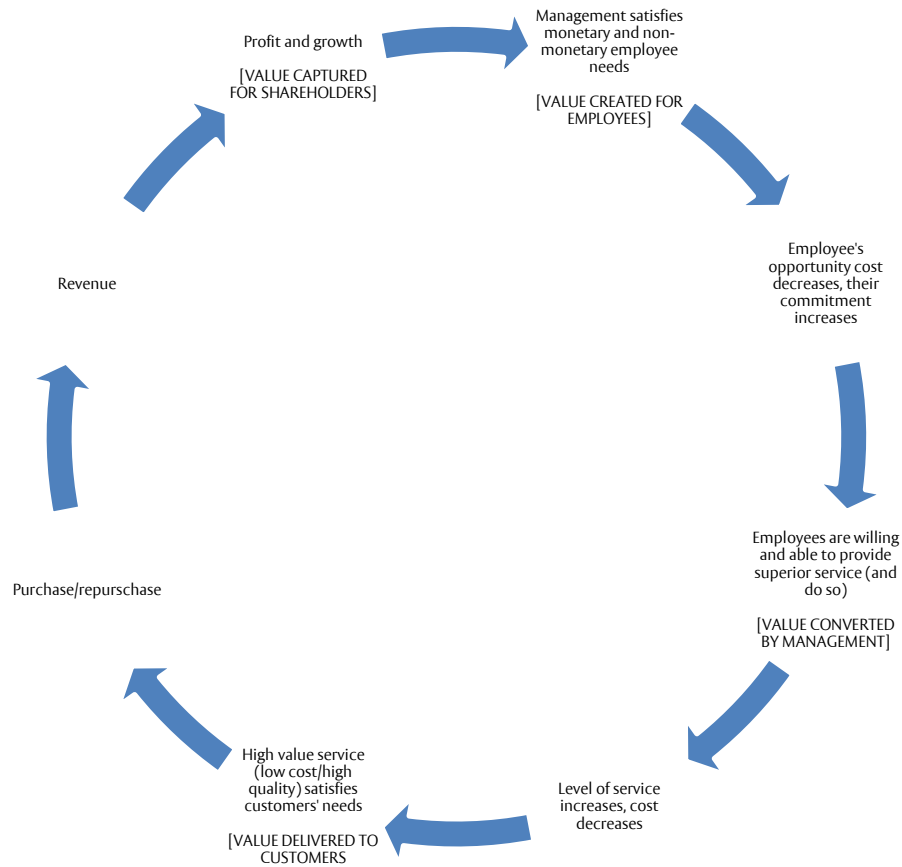 Profit and growth
[VALUE CAPTURED
FOR SHAREHOLDERS]
Management satisfies
monetary and non-
monetary employee
needs
[VALUE CREATED FOR
EMPLOYEES]
Employee's
opportunity cost
decreases, their
commitment
increases
Employees are willing
and able to provide
superior service (and
do so)
[VALUE CONVERTED
BY MANAGEMENT]
Level of service
increases, cost
decreases
High value service
(low cost/high
quality) satisfies
customers' needs
[VALUE DELIVERED TO
CUSTOMERS
Purchase/repurschase
Revenue